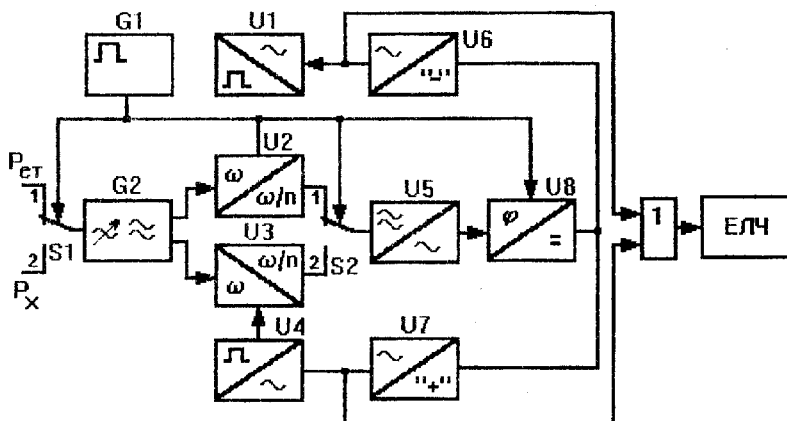 G1
U1
U6
"-"
U2
P ет
1
G2
ω
ω/n
1
U5
U8
φ
=
1
ЕЛЧ
U3
S1
2
P x
ω/n
ω
2
S2
U4
U7
"+"